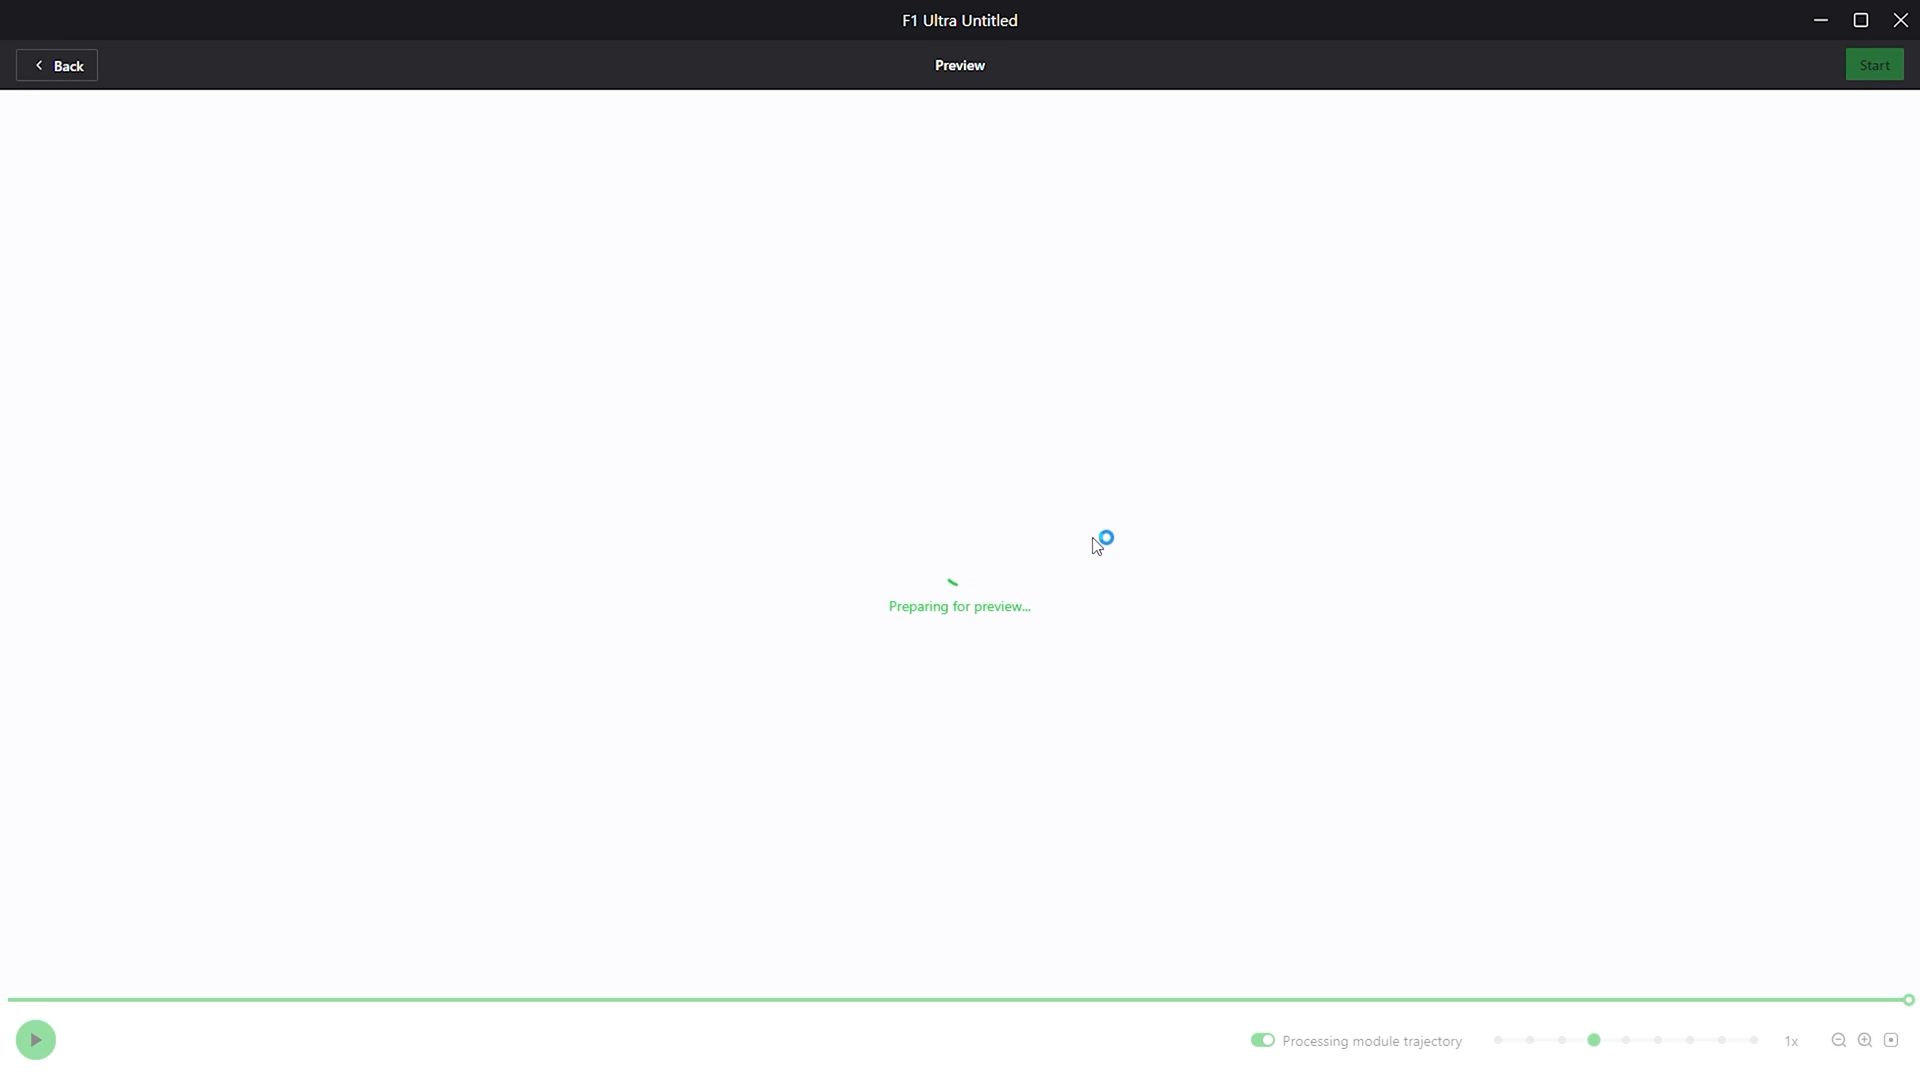 F1 Ultra Untitled
Back
Preview
Start
Preparing for preview...
Processing module trajectory
1x